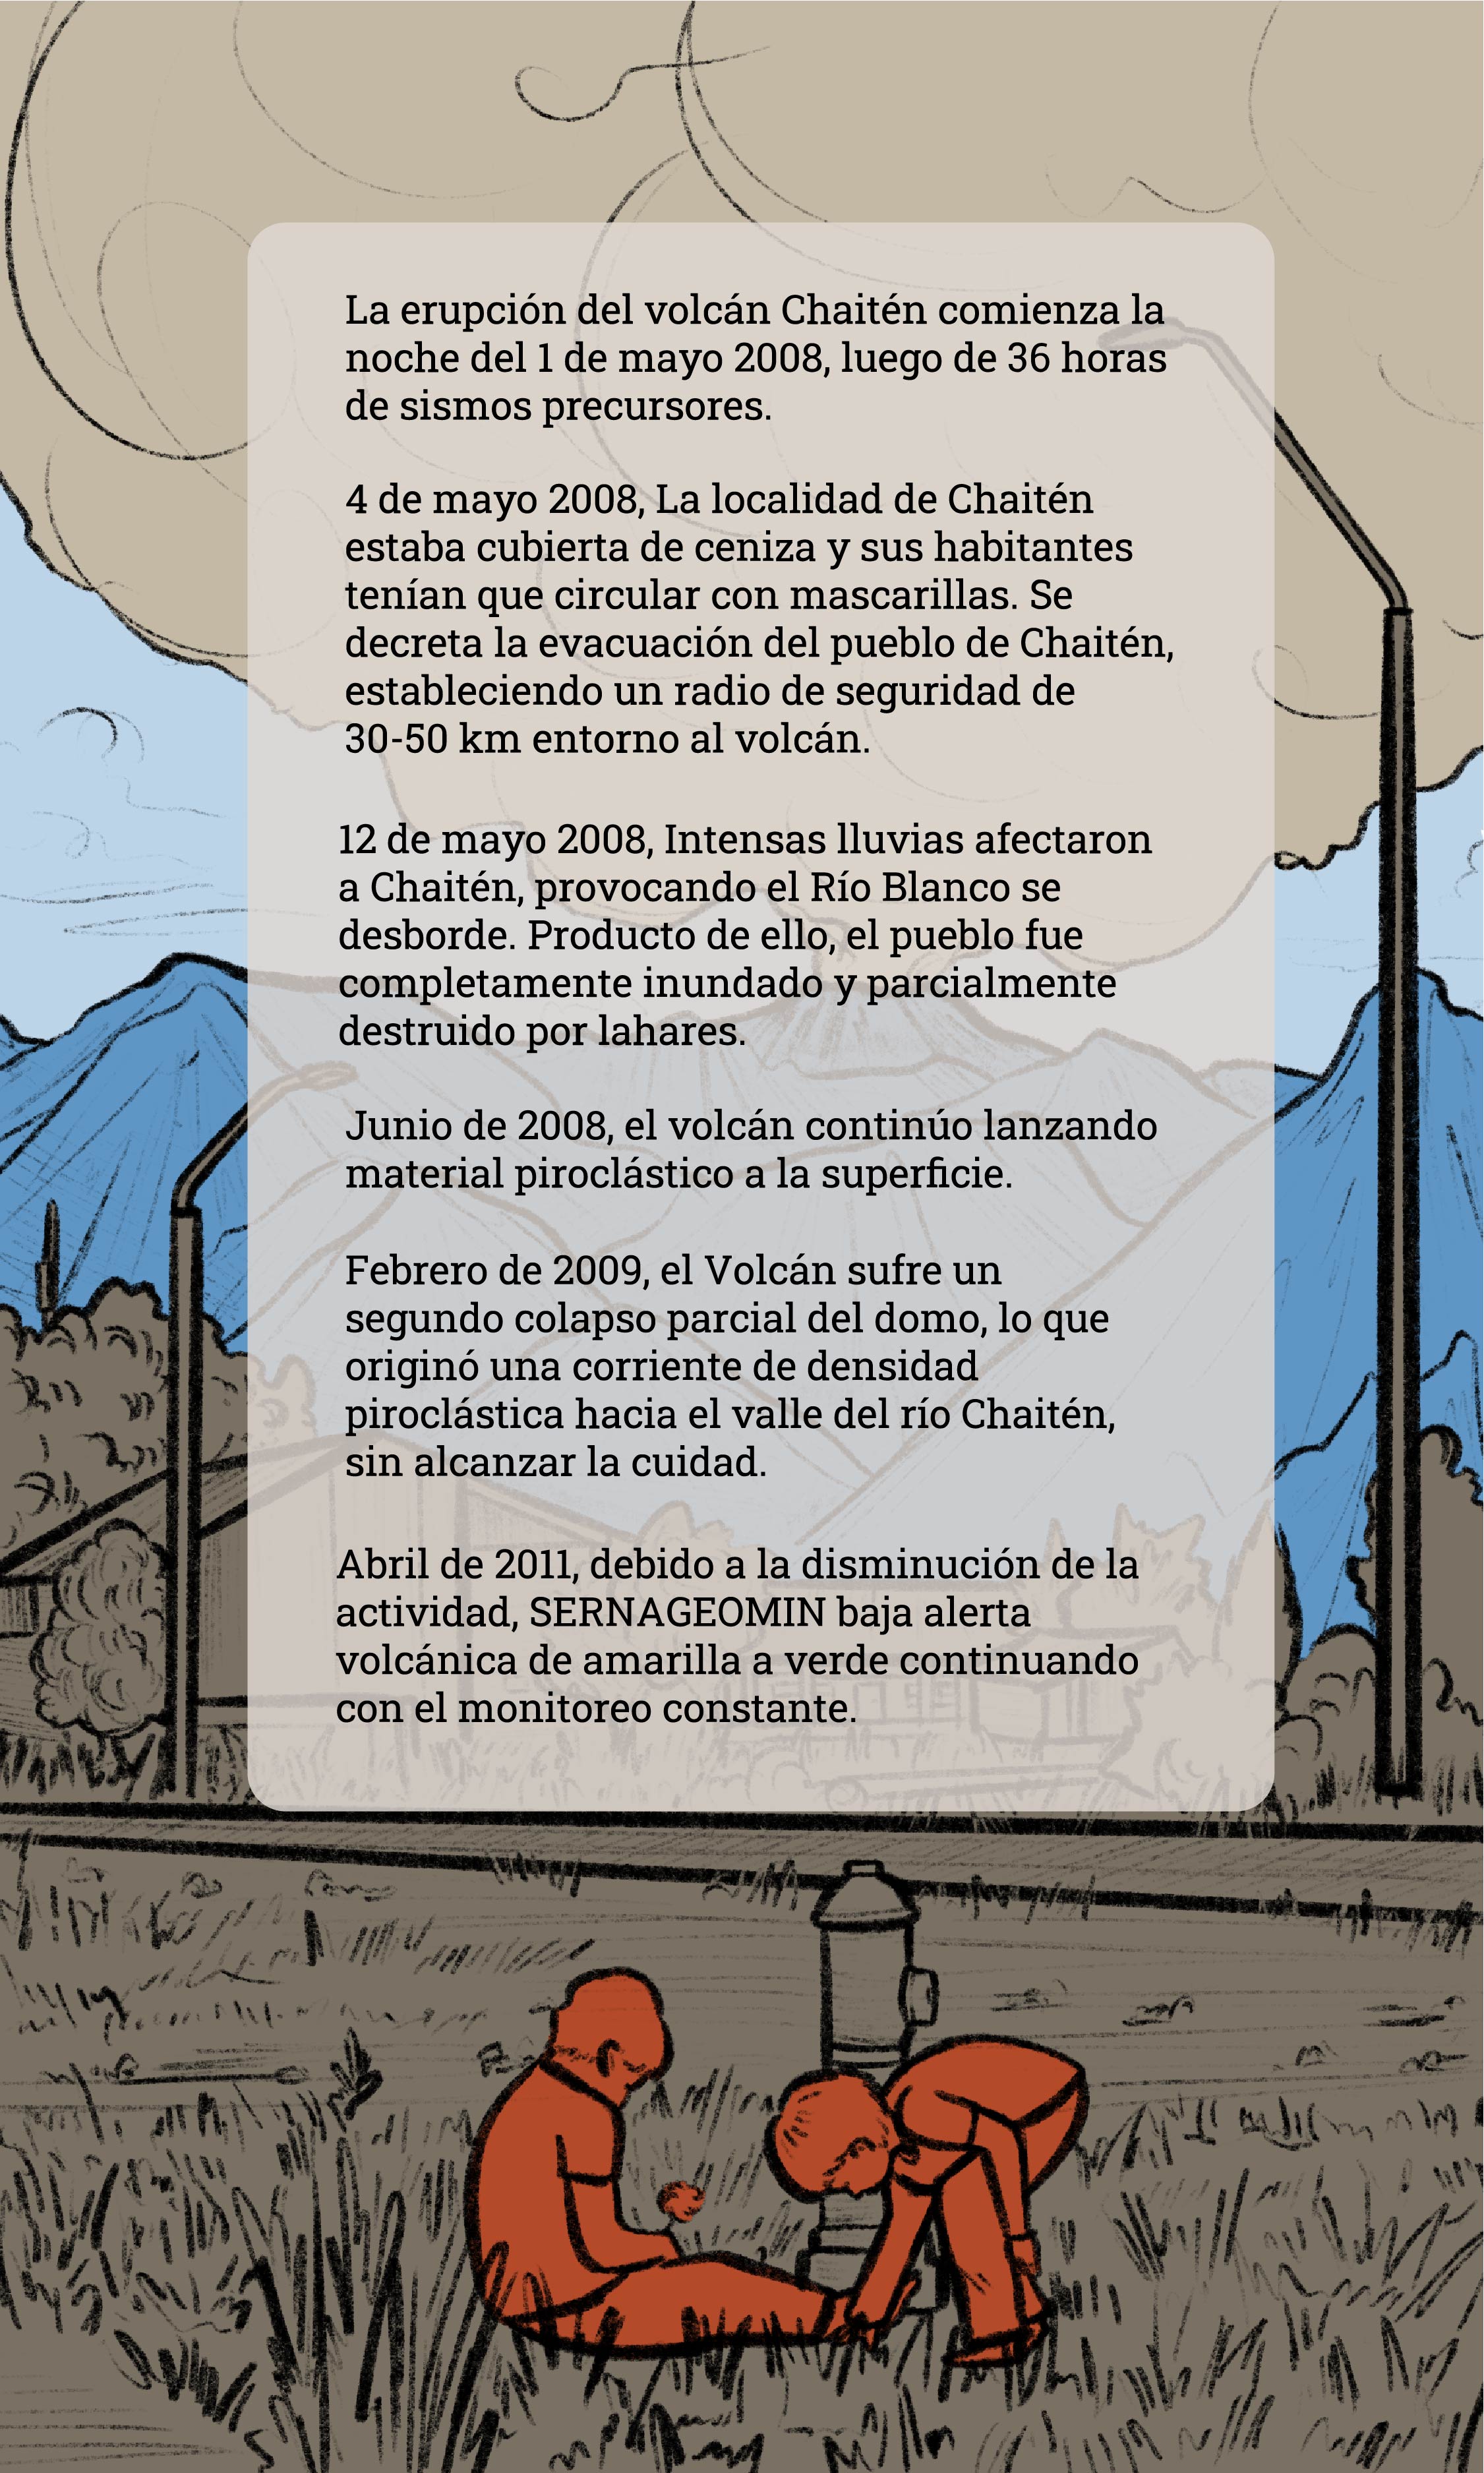 La erupción del volcán Chaitén comienza la
noche del 1 de mayo 2008, luego de 36 horas
de sismos precursores.
4 de mayo 2008, La localidad de Chaitén
estaba cubierta de ceniza y sus habitantes
tenían que circular con mascarillas. Se
decreta la evacuación del pueblo de Chaitén,
estableciendo un radio de seguridad de
30-50 km entorno al volcán.
12 de mayo 2008, Intensas lluvias afectaron
a Chaitén, provocando el Río Blanco se
desborde. Producto de ello, el pueblo fue
completamente inundado y parcialmente
destruido por lahares.
Junio de 2008, el volcán continúo lanzando
material piroclástico a la superficie.
Febrero de 2009, el Volcán sufre un
segundo colapso parcial del domo, lo que
originó una corriente de densidad
piroclástica hacia el valle del río Chaitén,
sin alcanzar la cuidad.
Abril de 2011, debido a la disminución de la
actividad, SERNAGEOMIN baja alerta
volcánica de amarilla a verde continuando
con el monitoreo constante.